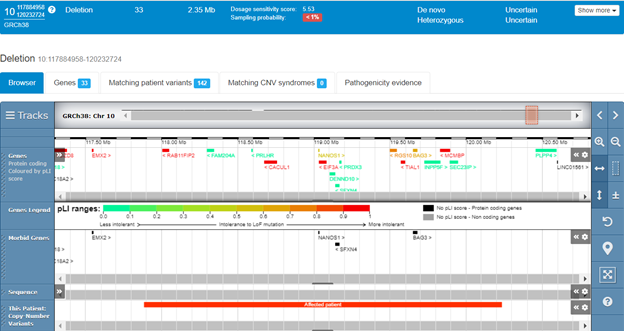 10 117884958 - 120232724
GRCh38
Deletion 33 2.35 Mb
Dosage sensitivity score: 5.53
Sampling probability: < 1%
De novo Uncertain
Heterozygous Uncertain
Show more
Deletion 10:117884958-120232724
Browser Genes 33 Matching patient variants 142 Matching CNV syndromes 0 Pathogenicity evidence
Tracks
GRCh38: Chr 10
117.50 Mb 118.00 Mb 118.50 Mb 119.00 Mb 119.50 Mb 120.00 Mb 120.50 Mb
Genes
Protein coding
Coloured by pLI
score
EMX2 > < RAB11FIP2 < FAM204A < PRLHR NANOS1 > < RGS10 BAG3 > < MCMBP PLPP4 >
< CACUL1 < EIF3A < PRDX3 < TIAL1 INPP5F > < SEC23IP > LINC01561 >
< DENND10 >
Genes Legend
pLI ranges:
0.0 0.1 0.2 0.3 0.4 0.5 0.6 0.7 0.8 0.9 1
Less intolerant Intolerance to LoF mutation More intolerant
No pLI score - Protein coding genes
No pLI score - Non coding genes
Morbid Genes
EMX2 > NANOS1 > BAG3 >
< SFXN4
Sequence
This Patient:
Copy Number
Variants
Affected patient